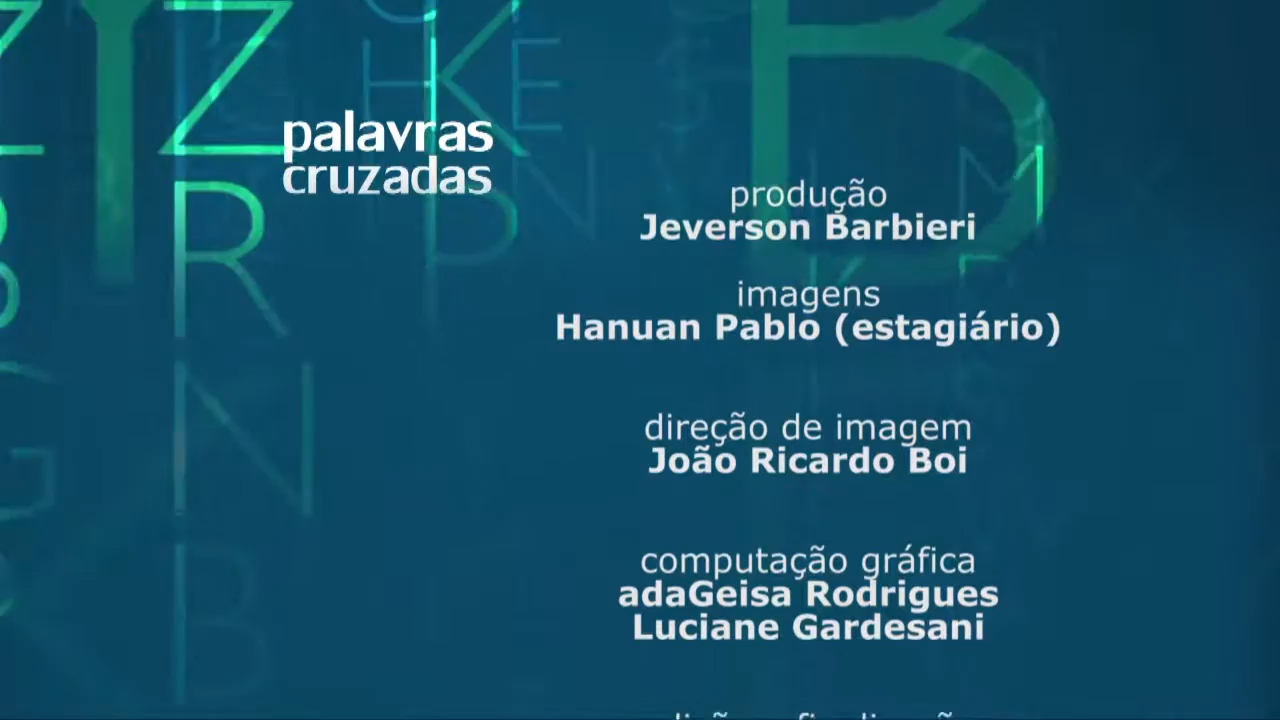 palavras
cruzadas
produção
Jeverson Barbieri
imagens
Hanuan Pablo (estagiário)
direção de imagem
João Ricardo Boi
computação gráfica
adaGeisa Rodrigues
Luciane Gardesani